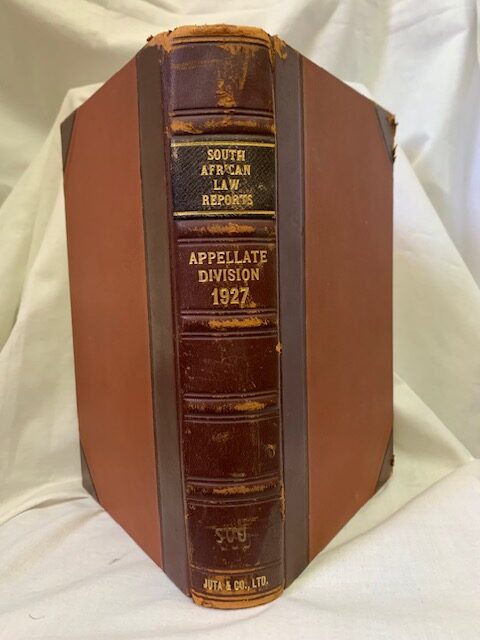 SOUTH
AFRICAN
LAW
REPORTS
APPELLATE
DIVISION
1927
JUTA & CO., LTD.